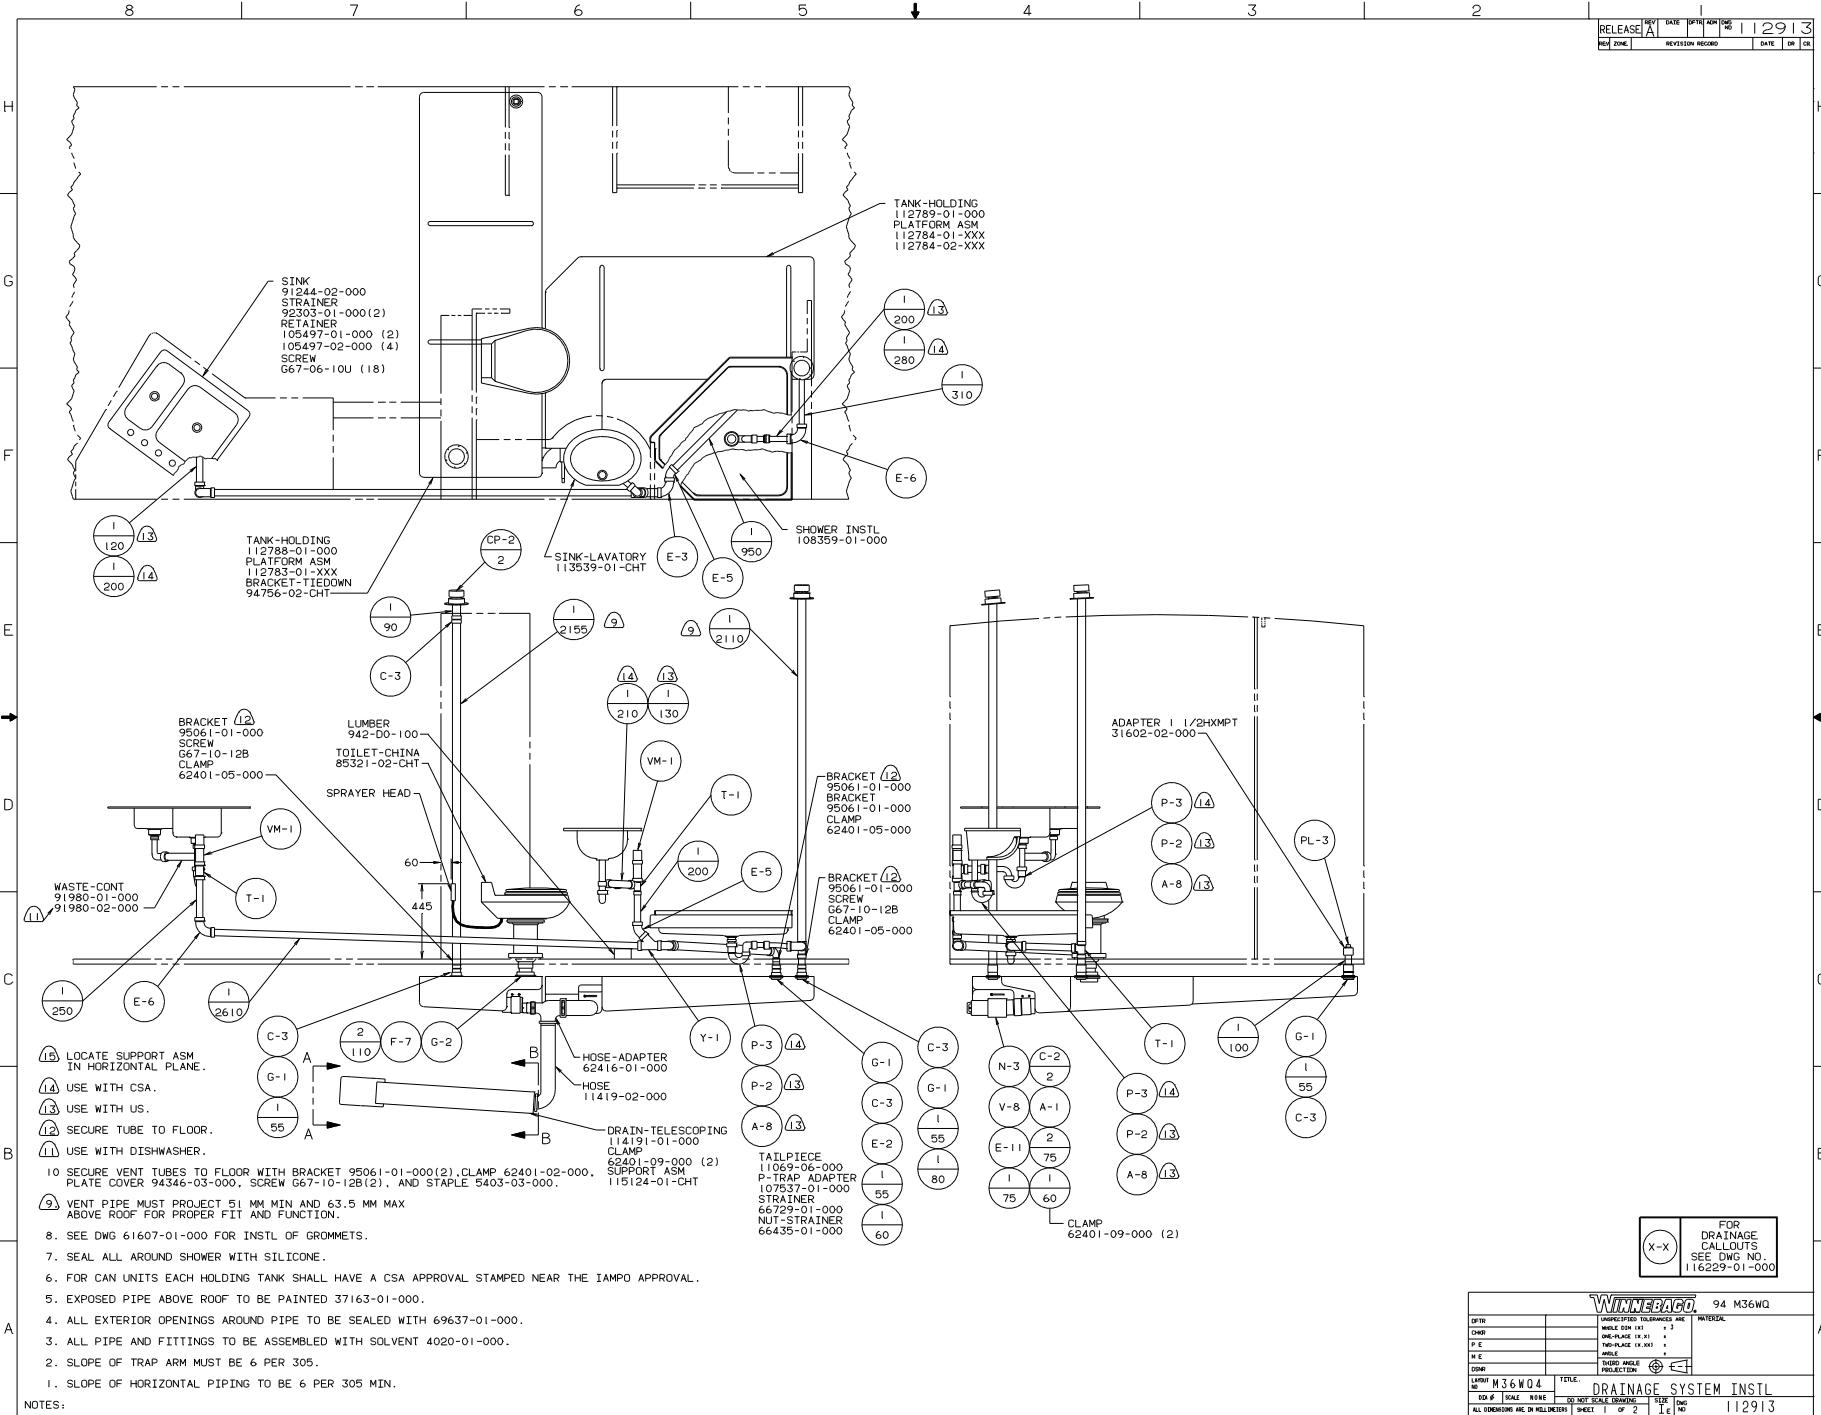 8 7 6 5 4 3 2 1
RELEASE REV A DATE DFTR ADM DWG NO 112913
REV ZONE REVISION RECORD DATE DR CR
H
G
F
E
D
C
B
A
TANK-HOLDING
112789-01-000
PLATFORM ASM
112784-01-XXX
112784-02-XXX
SINK
91244-02-000
STRAINER
92303-01-000(2)
RETAINER
105497-01-000 (2)
105497-02-000 (4)
SCREW
G67-06-10U (18)
1
200
13
1
280
14
1
310
E-6
1
120
13
1
200
14
TANK-HOLDING
112788-01-000
PLATFORM ASM
112783-01-XXX
BRACKET-TIEDOWN
94756-02-CHT
CP-2
2
SINK-LAVATORY
113539-01-CHT
E-3
E-5
1
950
SHOWER INSTL
108359-01-000
1
90
C-3
1
2155
9
9
1
2110
14
13
1
210
1
130
BRACKET 12
95061-01-000
SCREW
G67-10-12B
CLAMP
62401-05-000
LUMBER
942-D0-100
TOILET-CHINA
85321-02-CHT
SPRAYER HEAD
VM-1
T-1
ADAPTER 1 1/2HXMPT
31602-02-000
BRACKET 12
95061-01-000
BRACKET
95061-01-000
CLAMP
62401-05-000
P-3 14
P-2 13
A-8 13
PL-3
VM-1
60
445
1
200
E-5
BRACKET 12
95061-01-000
SCREW
G67-10-12B
CLAMP
62401-05-000
WASTE-CONT
91980-01-000
91980-02-000
11
T-1
1
250
E-6
1
2610
C-3
G-1
1
55
2
110
F-7
G-2
Y-1
P-3 14
P-2 13
A-8 13
G-1
C-3
E-2
1
55
1
60
C-3
G-1
1
55
1
80
N-3
C-2
2
V-8
A-1
E-11
2
75
1
75
1
60
T-1
P-3 14
P-2 13
A-8 13
1
100
G-1
1
55
C-3
HOSE-ADAPTER
62416-01-000
HOSE
11419-02-000
A
A
B
B
DRAIN-TELESCOPING
114191-01-000
CLAMP
62401-09-000 (2)
SUPPORT ASM
115124-01-CHT
TAILPIECE
11069-06-000
P-TRAP ADAPTER
107537-01-000
STRAINER
66729-01-000
NUT-STRAINER
66435-01-000
CLAMP
62401-09-000 (2)
15 LOCATE SUPPORT ASM
IN HORIZONTAL PLANE.
14 USE WITH CSA.
13 USE WITH US.
12 SECURE TUBE TO FLOOR.
11 USE WITH DISHWASHER.
10 SECURE VENT TUBES TO FLOOR WITH BRACKET 95061-01-000(2),CLAMP 62401-02-000,
PLATE COVER 94346-03-000, SCREW G67-10-12B(2), AND STAPLE 5403-03-000.
9. VENT PIPE MUST PROJECT 51 MM MIN AND 63.5 MM MAX
ABOVE ROOF FOR PROPER FIT AND FUNCTION.
8. SEE DWG 61607-01-000 FOR INSTL OF GROMMETS.
7. SEAL ALL AROUND SHOWER WITH SILICONE.
6. FOR CAN UNITS EACH HOLDING TANK SHALL HAVE A CSA APPROVAL STAMPED NEAR THE IAMPO APPROVAL.
5. EXPOSED PIPE ABOVE ROOF TO BE PAINTED 37163-01-000.
4. ALL EXTERIOR OPENINGS AROUND PIPE TO BE SEALED WITH 69637-01-000.
3. ALL PIPE AND FITTINGS TO BE ASSEMBLED WITH SOLVENT 4020-01-000.
2. SLOPE OF TRAP ARM MUST BE 6 PER 305.
1. SLOPE OF HORIZONTAL PIPING TO BE 6 PER 305 MIN.
NOTES:
X-X
FOR
DRAINAGE
CALLOUTS
SEE DWG NO.
116229-01-000
WINNEBAGO. 94 M36WQ
DFTR
CHKR
P E
M E
DSNR
UNSPECIFIED TOLERANCES ARE
WHOLE DIM (X) ± 3
ONE-PLACE (X.X) ±
TWO-PLACE (X.XX) ±
ANGLE ±
THIRD ANGLE
PROJECTION
MATERIAL
LAYOUT NO M36WQ4
TITLE. DRAINAGE SYSTEM INSTL
DIA Ø SCALE NONE
DO NOT SCALE DRAWING
ALL DIMENSIONS ARE IN MILLIMETERS SHEET 1 OF 2
SIZE E
DWG NO 112913